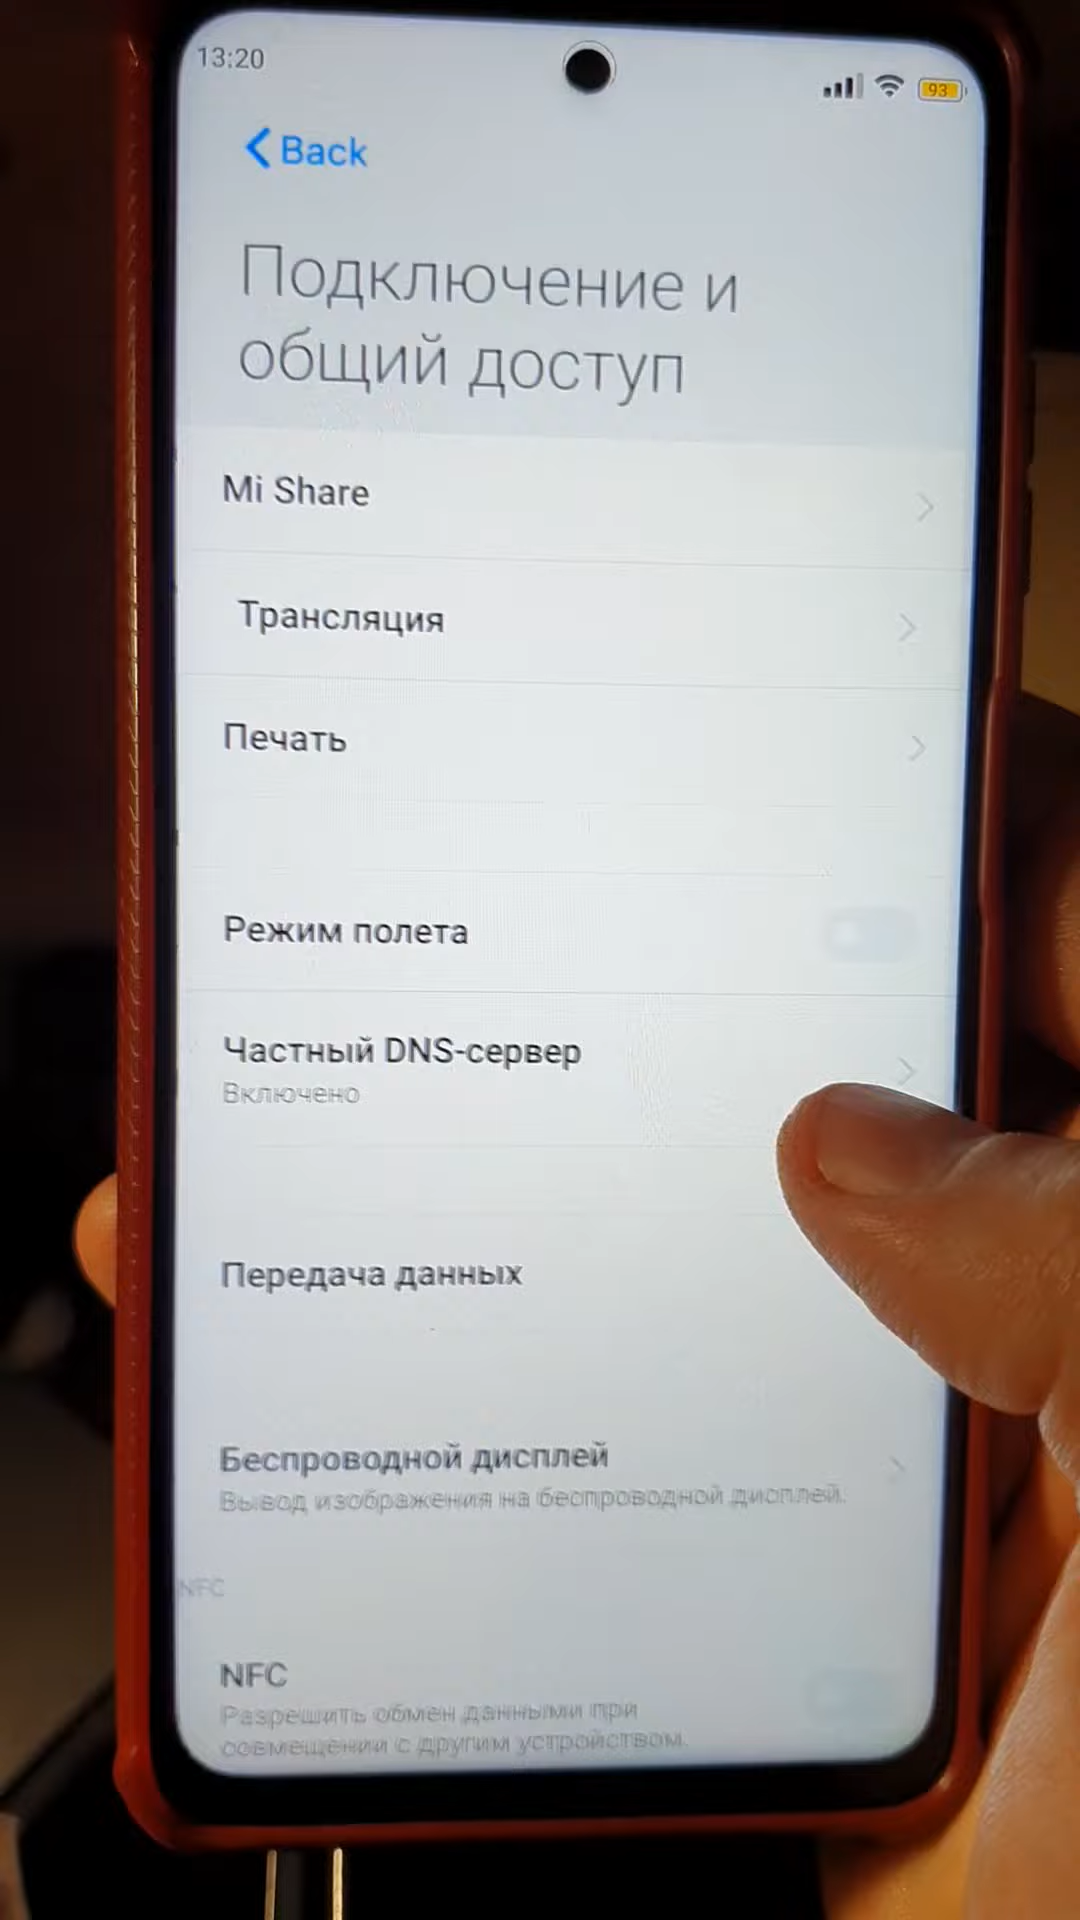 13:20
93
Back
Подключение и
общий доступ
Mi Share
Трансляция
Печать
Режим полета
Частный DNS-сервер
Включено
Передача данных
Беспроводной дисплей
Вывод изображения на беспроводной дисплей.
NFC
NFC
Разрешить обмен данными при
совмещении с другим устройством.